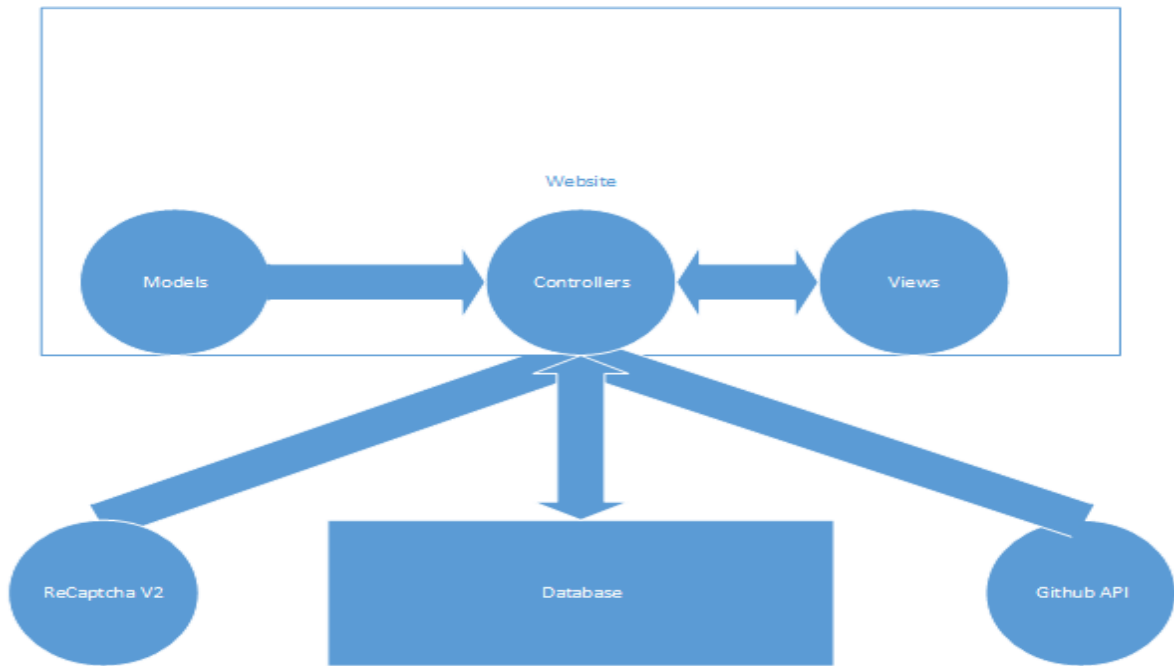 Website
Models
Controllers
Views
ReCaptcha V2
Database
Github API